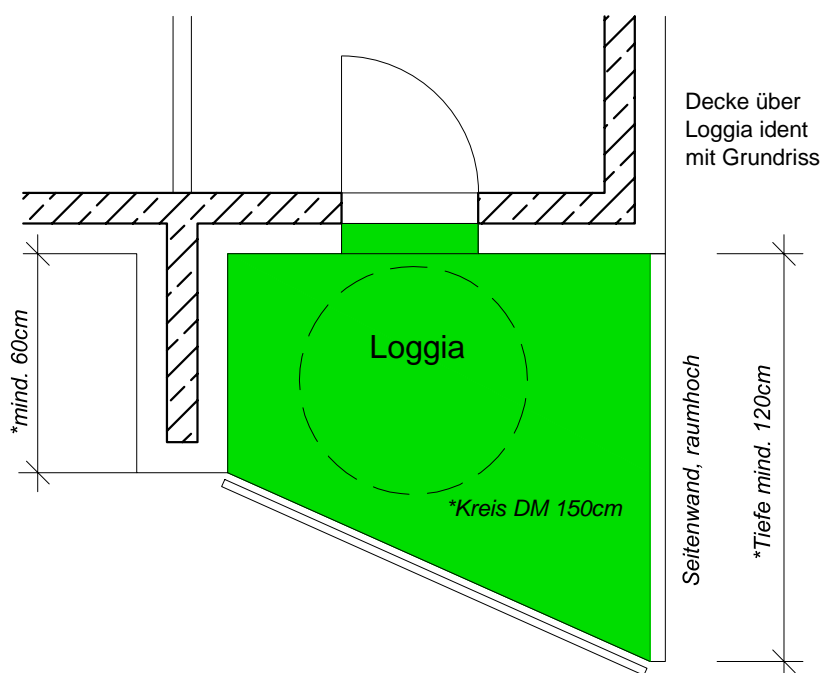 Decke über
Loggia ident
mit Grundriss
*mind. 60cm
Loggia
*Kreis DM 150cm
Seitenwand, raumhoch
*Tiefe mind. 120cm